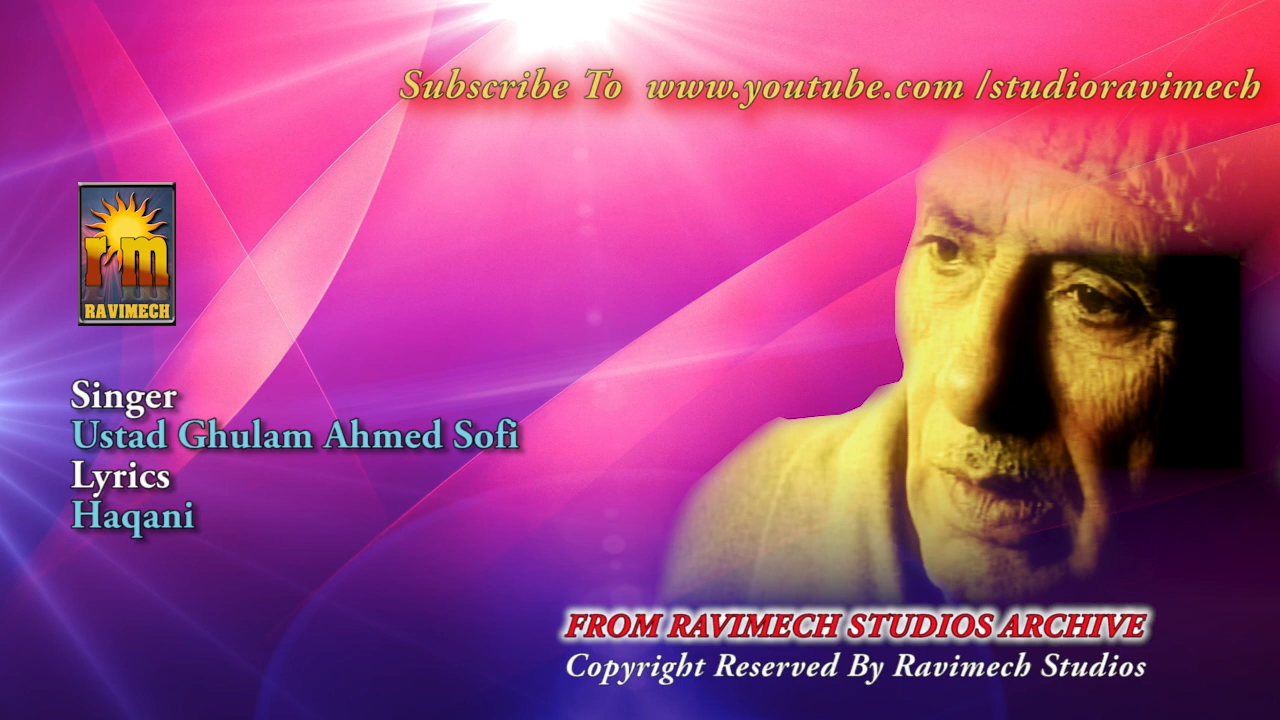 Subscribe To www.youtube.com /studioravimech
rm
RAVIMECH
Singer
Ustad Ghulam Ahmed Sofi
Lyrics
Haqani
FROM RAVIMECH STUDIOS ARCHIVE
Copyright Reserved By Ravimech Studios